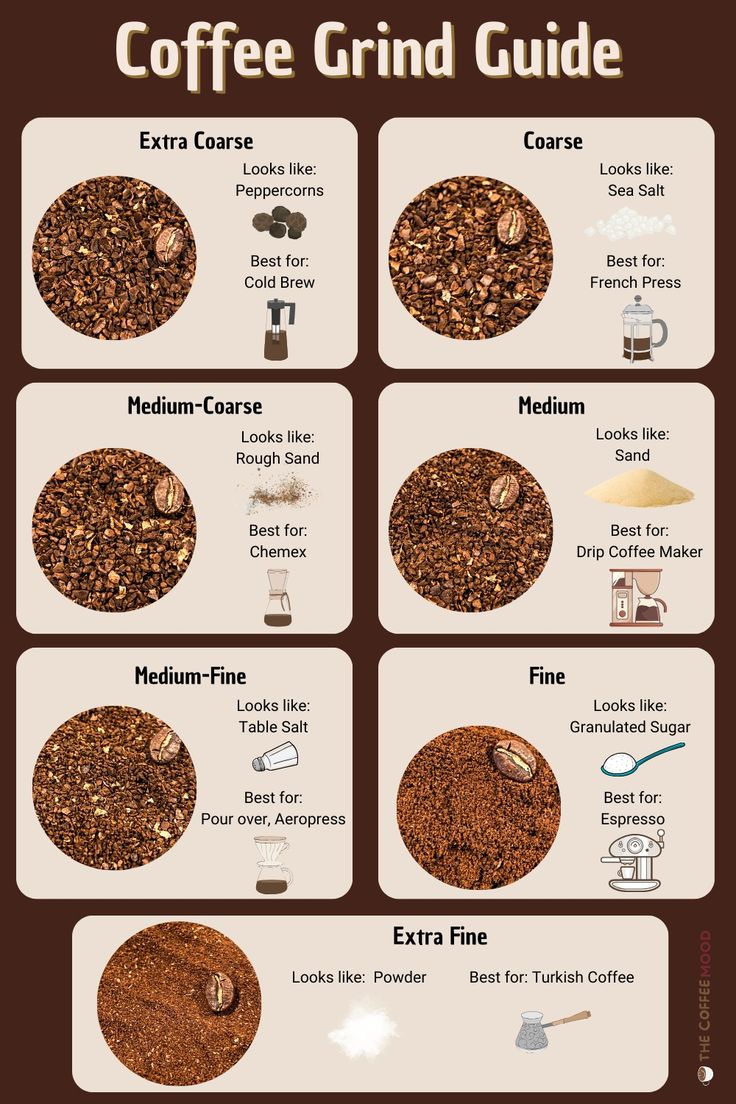 Coffee Grind Guide
Extra Coarse
Looks like:
Peppercorns
Best for:
Cold Brew
Coarse
Looks like:
Sea Salt
Best for:
French Press
Medium-Coarse
Looks like:
Rough Sand
Best for:
Chemex
Medium
Looks like:
Sand
Best for:
Drip Coffee Maker
Medium-Fine
Looks like:
Table Salt
Best for:
Pour over, Aeropress
Fine
Looks like:
Granulated Sugar
Best for:
Espresso
Extra Fine
Looks like: Powder
Best for: Turkish Coffee
THE COFFEE MOOD